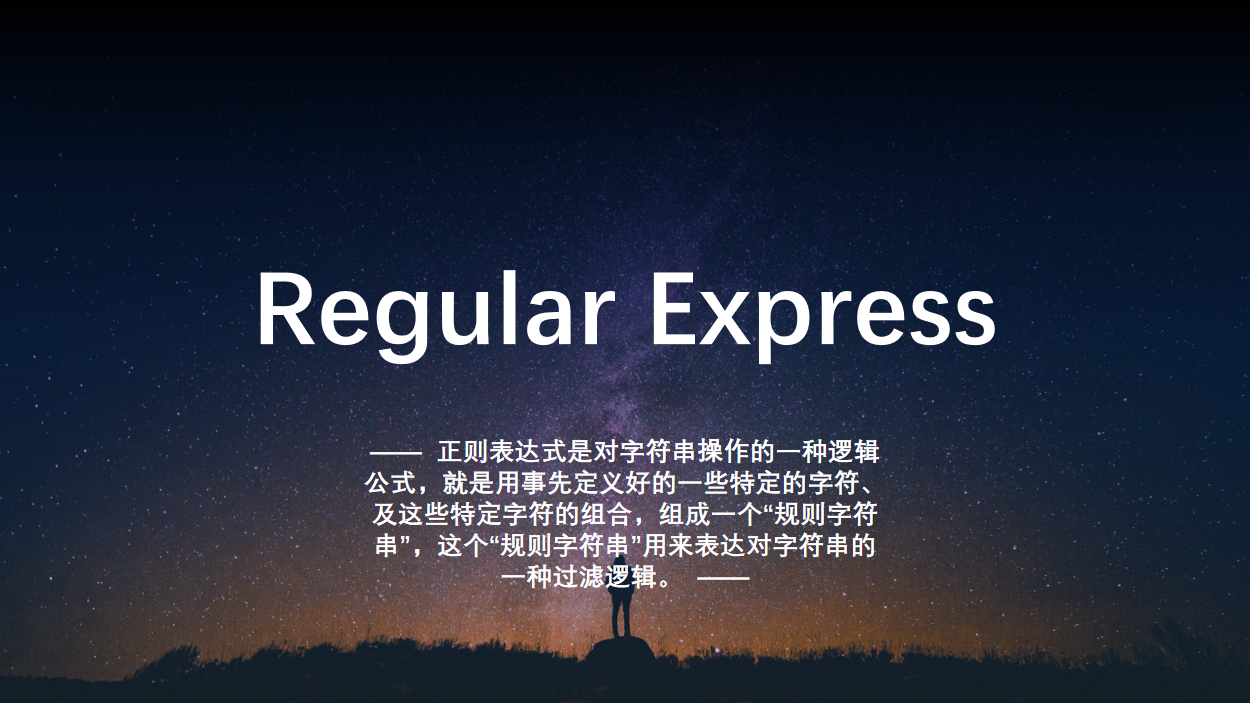 Regular Express
—— 正则表达式是对字符串操作的一种逻辑
公式，就是用事先定义好的一些特定的字符、
及这些特定字符的组合，组成一个“规则字符
串”，这个“规则字符串”用来表达对字符串的
一种过滤逻辑。 ——